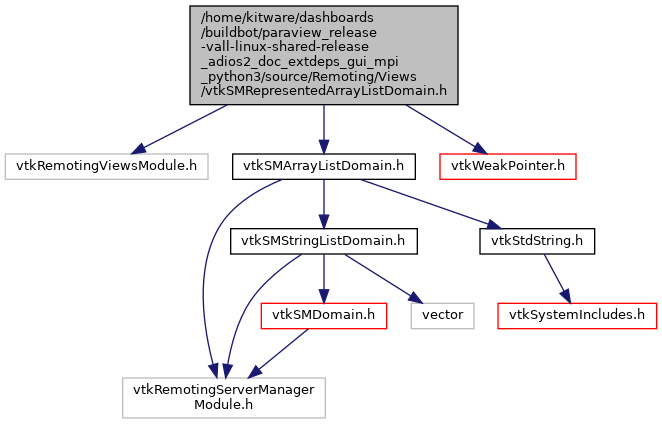 /home/kitware/dashboards
/buildbot/paraview_release
-vall-linux-shared-release
_adios2_doc_extdeps_gui_mpi
_python3/source/Remoting/Views
/vtkSMRepresentedArrayListDomain.h
vtkRemotingViewsModule.h
vtkSMArrayListDomain.h
vtkWeakPointer.h
vtkSMStringListDomain.h
vtkStdString.h
vtkSMDomain.h
vector
vtkSystemIncludes.h
vtkRemotingServerManager
Module.h